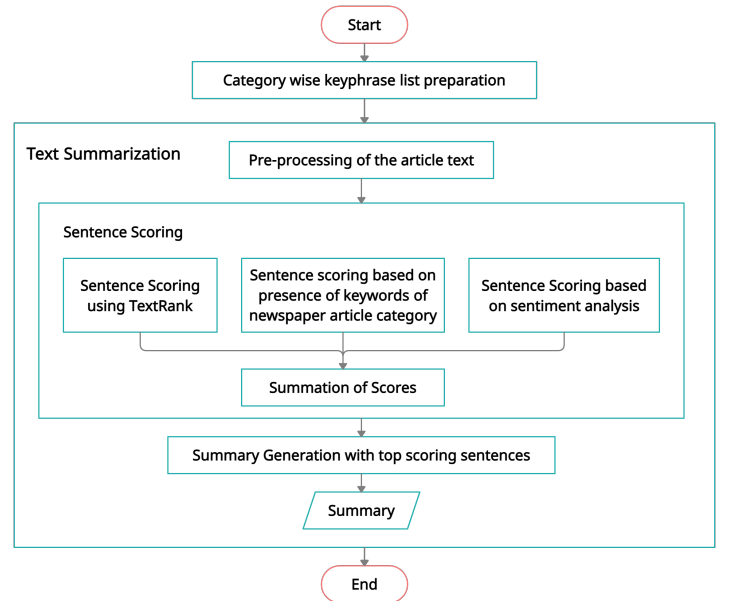 Start
Category wise keyphrase list preparation
Text Summarization
Pre-processing of the article text
Sentence Scoring
Sentence Scoring
using TextRank
Sentence scoring based on
presence of keywords of
newspaper article category
Sentence Scoring based
on sentiment analysis
Summation of Scores
Summary Generation with top scoring sentences
Summary
End